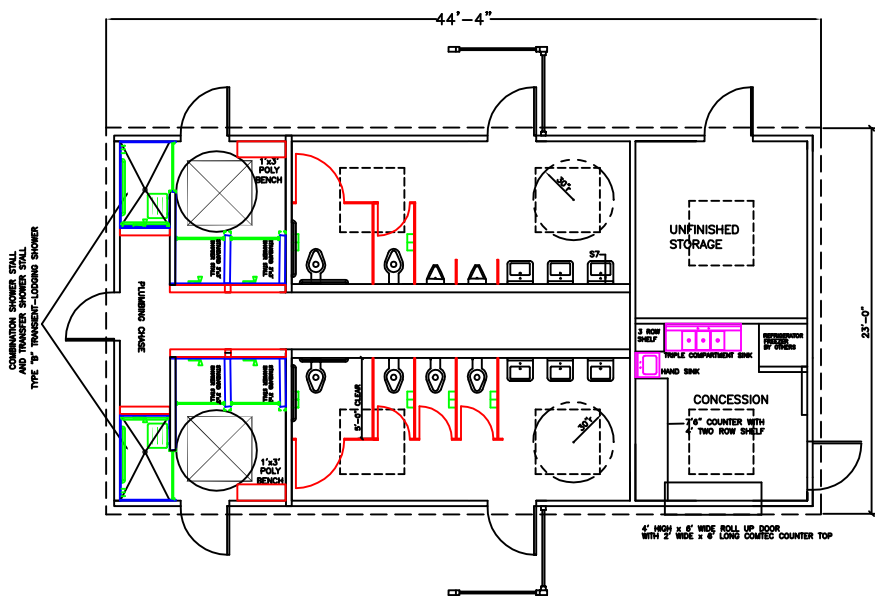 44'-4"
1'x3'
POLY
BENCH
30"r
UNFINISHED
STORAGE
S7
COMBINATION SHOWER STALL
AND TRANSFER SHOWER STALL
TYPE "B" TRANSIENT-LODGING SHOWER
PLUMBING CHASE
23'-0"
3 ROW
SHELF
TRIPLE COMPARTMENT SINK
REFRIGERATOR
FREEZER
BY OTHERS
HAND SINK
CONCESSION
7'6" COUNTER WITH
4' TWO ROW SHELF
5'-0" CLEAR
30"r
1'x3'
POLY
BENCH
4' HIGH x 6' WIDE ROLL UP DOOR
WITH 2' WIDE x 6' LONG COMTEC COUNTER TOP